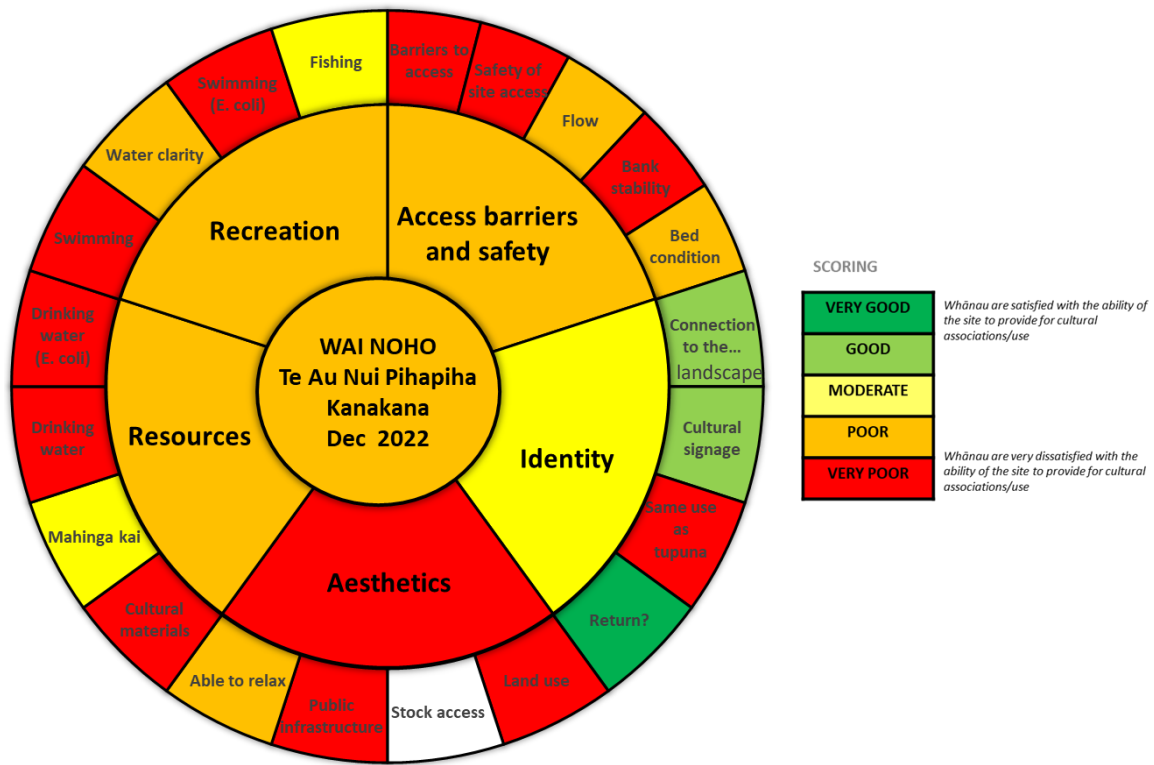 Fishing
Barriers to
access
Safety of
site access
Flow
Bank
stability
Bed
condition
Connection
to the...
landscape
Cultural
signage
Same use
as
tupuna
Return?
Land use
Stock access
Public
infrastructure
Able to relax
Cultural
materials
Mahinga kai
Drinking
water
Drinking
water
(E. coli)
Swimming
Water clarity
Swimming
(E. coli)
Recreation
Access barriers
and safety
Identity
Aesthetics
Resources
WAI NOHO
Te Au Nui Pihapiha
Kanakana
Dec 2022
SCORING
VERY GOOD
GOOD
MODERATE
POOR
VERY POOR
Whānau are satisfied with the ability of
the site to provide for cultural
associations/use
Whānau are very dissatisfied with the
ability of the site to provide for cultural
associations/use